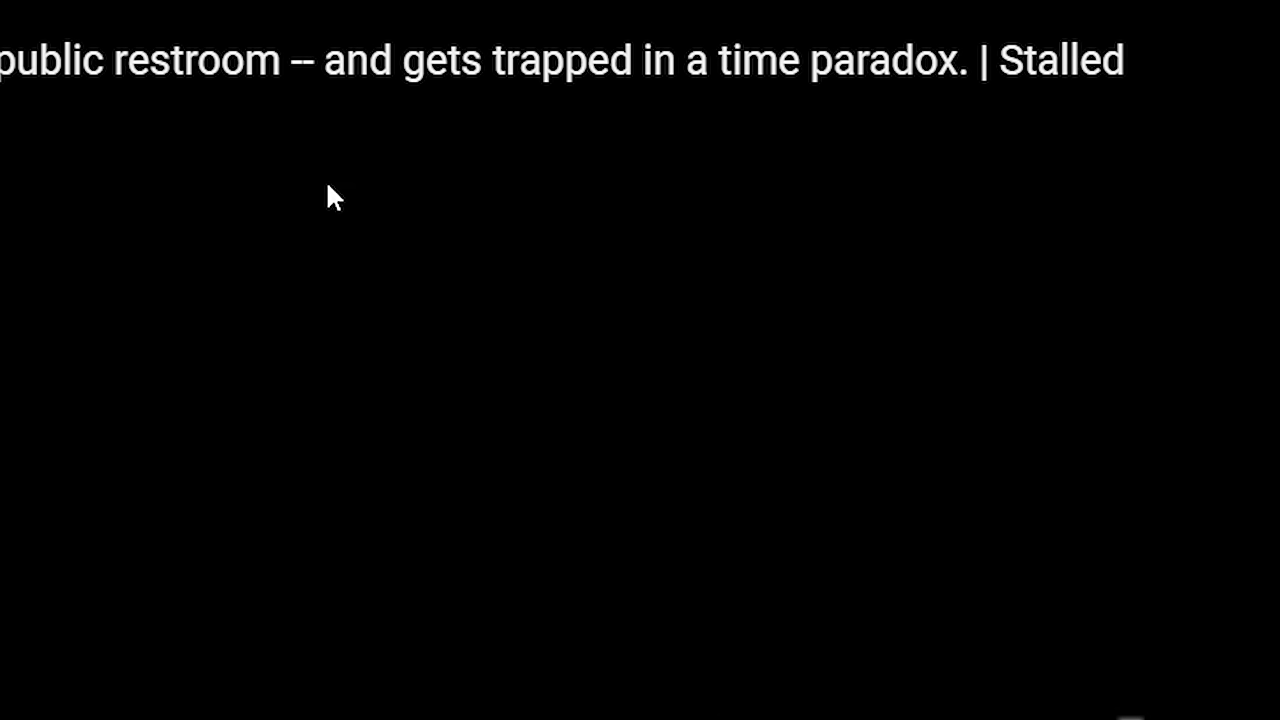 public restroom -- and gets trapped in a time paradox. | Stalled